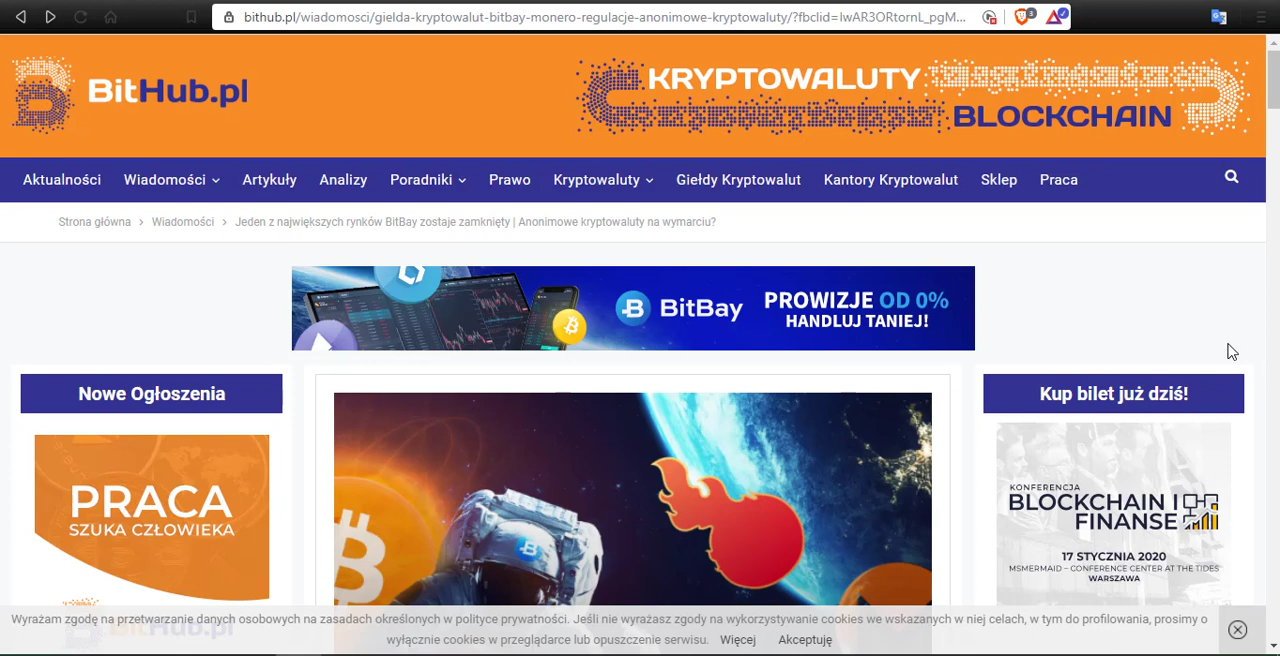 bithub.pl/wiadomosci/gielda-kryptowalut-bitbay-monero-regulacje-anonimowe-kryptowaluty/?fbclid=IwAR3ORtornL_pgM...
3
BitHub.pl
KRYPTOWALUTY
BLOCKCHAIN
Aktualności Wiadomości Artykuły Analizy Poradniki Prawo Kryptowaluty Giełdy Kryptowalut Kantory Kryptowalut Sklep Praca
Strona główna > Wiadomości > Jeden z największych rynków BitBay zostaje zamknięty | Anonimowe kryptowaluty na wymarciu?
BitBay
PROWIZJE OD 0%
HANDLUJ TANIEJ!
Nowe Ogłoszenia
PRACA
SZUKA CZŁOWIEKA
BitHub.pl
Kup bilet już dziś!
KONFERENCJA
BLOCKCHAIN I
FINANSE
17 STYCZNIA 2020
MSMERMAID – CONFERENCE CENTER AT THE TIDES
WARSZAWA
Wyrażam zgodę na przetwarzanie danych osobowych na zasadach określonych w polityce prywatności. Jeśli nie wyrażasz zgody na wykorzystywanie cookies we wskazanych w niej celach, w tym do profilowania, prosimy o
wyłącznie cookies w przeglądarce lub opuszczenie serwisu. Więcej Akceptuję